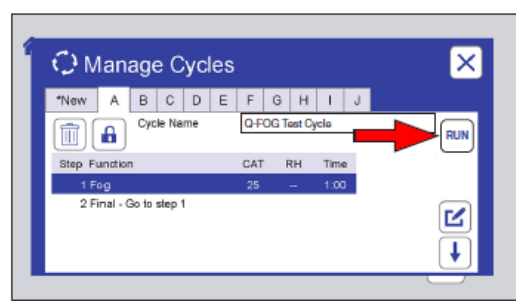 Manage Cycles
*New A B C D E F G H I J
Cycle Name Q-FOG Test Cycle RUN
Step Function CAT RH Time
1 Fog 25 -- 1:00
2 Final - Go to step 1